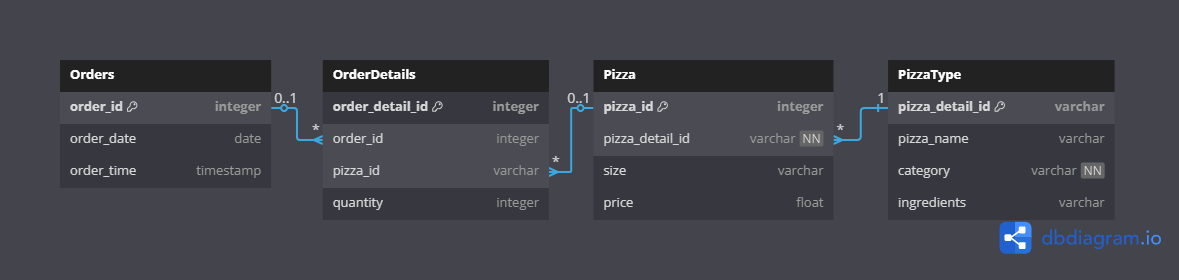 Orders
order_id integer
order_date date
order_time timestamp
0..1
*
OrderDetails
order_detail_id integer
order_id integer
pizza_id varchar
quantity integer
0..1
*
Pizza
pizza_id integer
pizza_detail_id varchar NN
size varchar
price float
1
*
PizzaType
pizza_detail_id varchar
pizza_name varchar
category varchar NN
ingredients varchar
dbdiagram.io